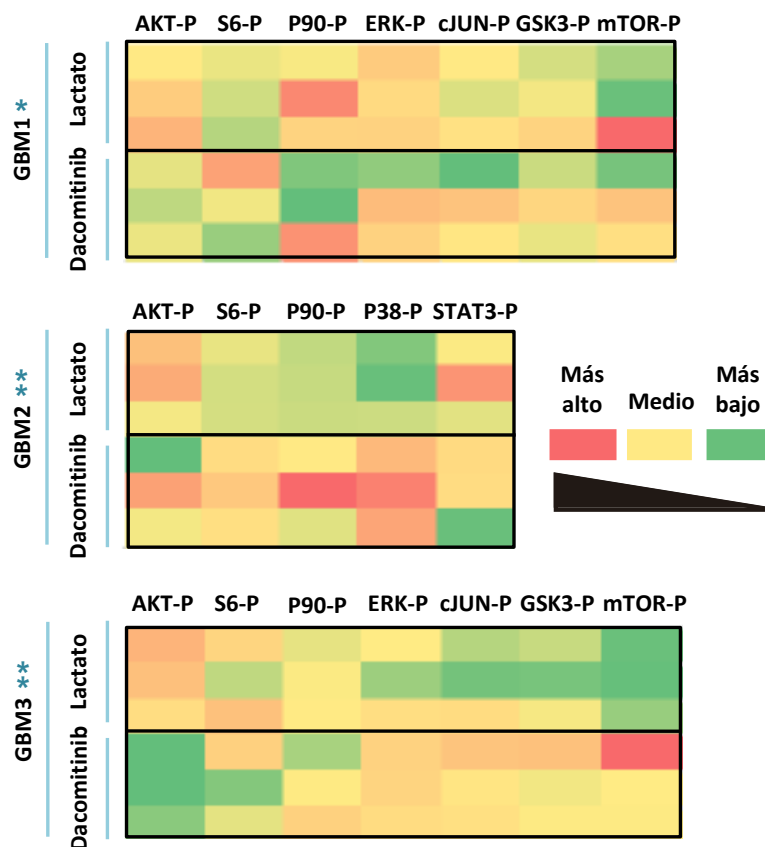 AKT-P S6-P P90-P ERK-P cJUN-P GSK3-P mTOR-P
GBM1 *
Lactato
Dacomitinib
AKT-P S6-P P90-P P38-P STAT3-P
GBM2 **
Lactato
Dacomitinib
Más alto
Medio
Más bajo
AKT-P S6-P P90-P ERK-P cJUN-P GSK3-P mTOR-P
GBM3 **
Lactato
Dacomitinib